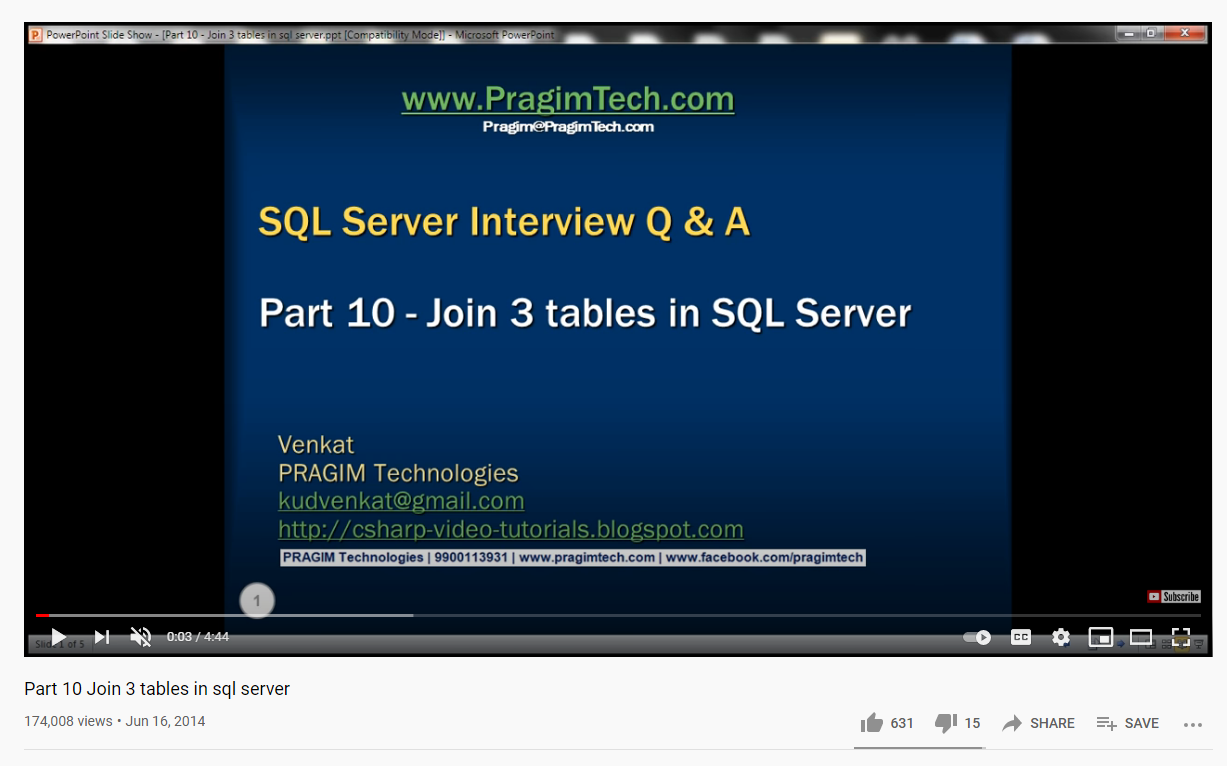 PowerPoint Slide Show - [Part 10 - Join 3 tables in sql server.ppt [Compatibility Mode]] - Microsoft PowerPoint
www.PragimTech.com
Pragim@PragimTech.com
SQL Server Interview Q & A
Part 10 - Join 3 tables in SQL Server
Venkat
PRAGIM Technologies
kudvenkat@gmail.com
http://csharp-video-tutorials.blogspot.com
PRAGIM Technologies | 9900113931 | www.pragimtech.com | www.facebook.com/pragimtech
1
Subscribe
0:03 / 4:44
CC
Slide 1 of 5
Part 10 Join 3 tables in sql server
174,008 views • Jun 16, 2014
631 15 SHARE SAVE